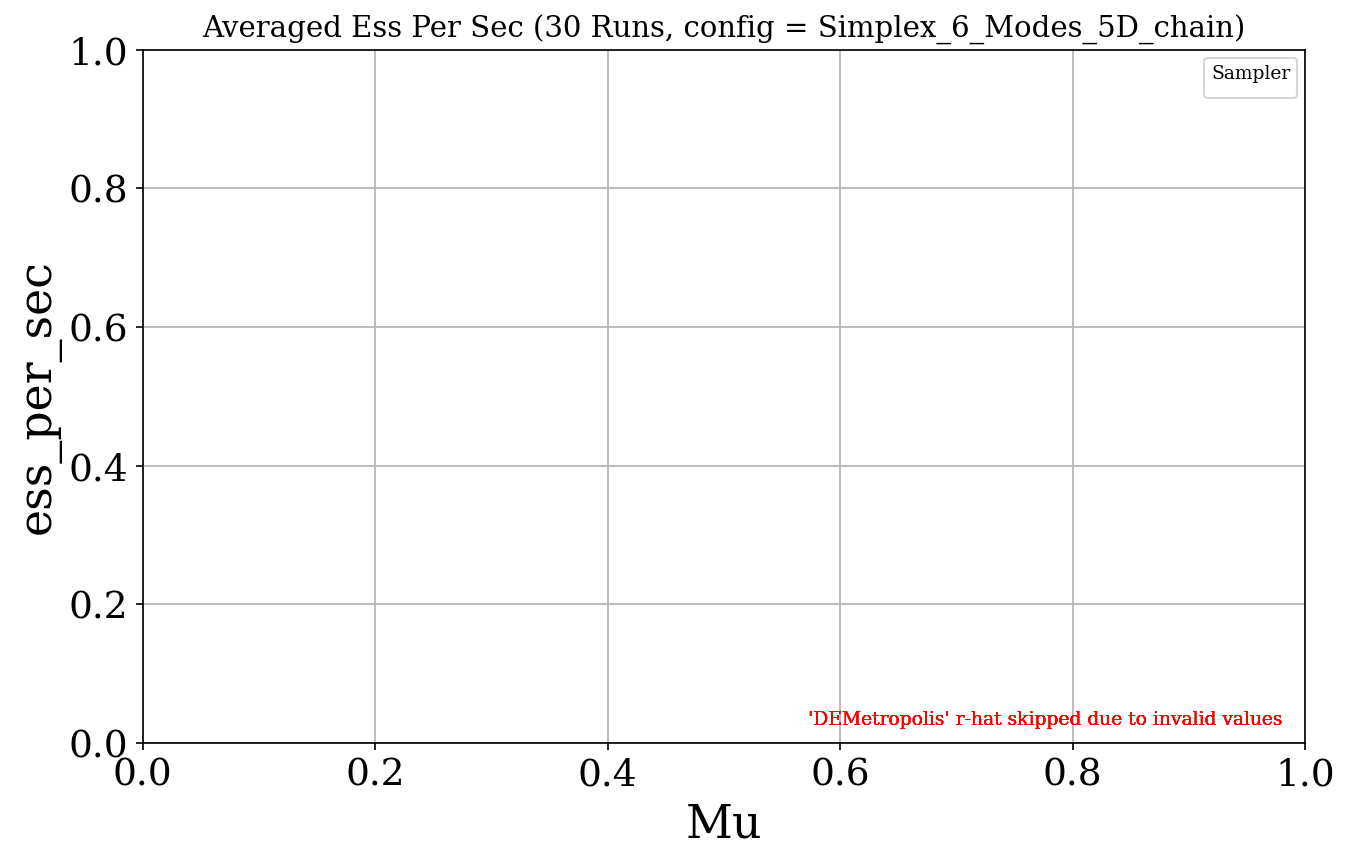 Averaged Ess Per Sec (30 Runs, config = Simplex_6_Modes_5D_chain)
Sampler
1.0
0.8
0.6
0.4
0.2
0.0
ess_per_sec
'DEMetropolis' r-hat skipped due to invalid values
0.0 0.2 0.4 0.6 0.8 1.0
Mu